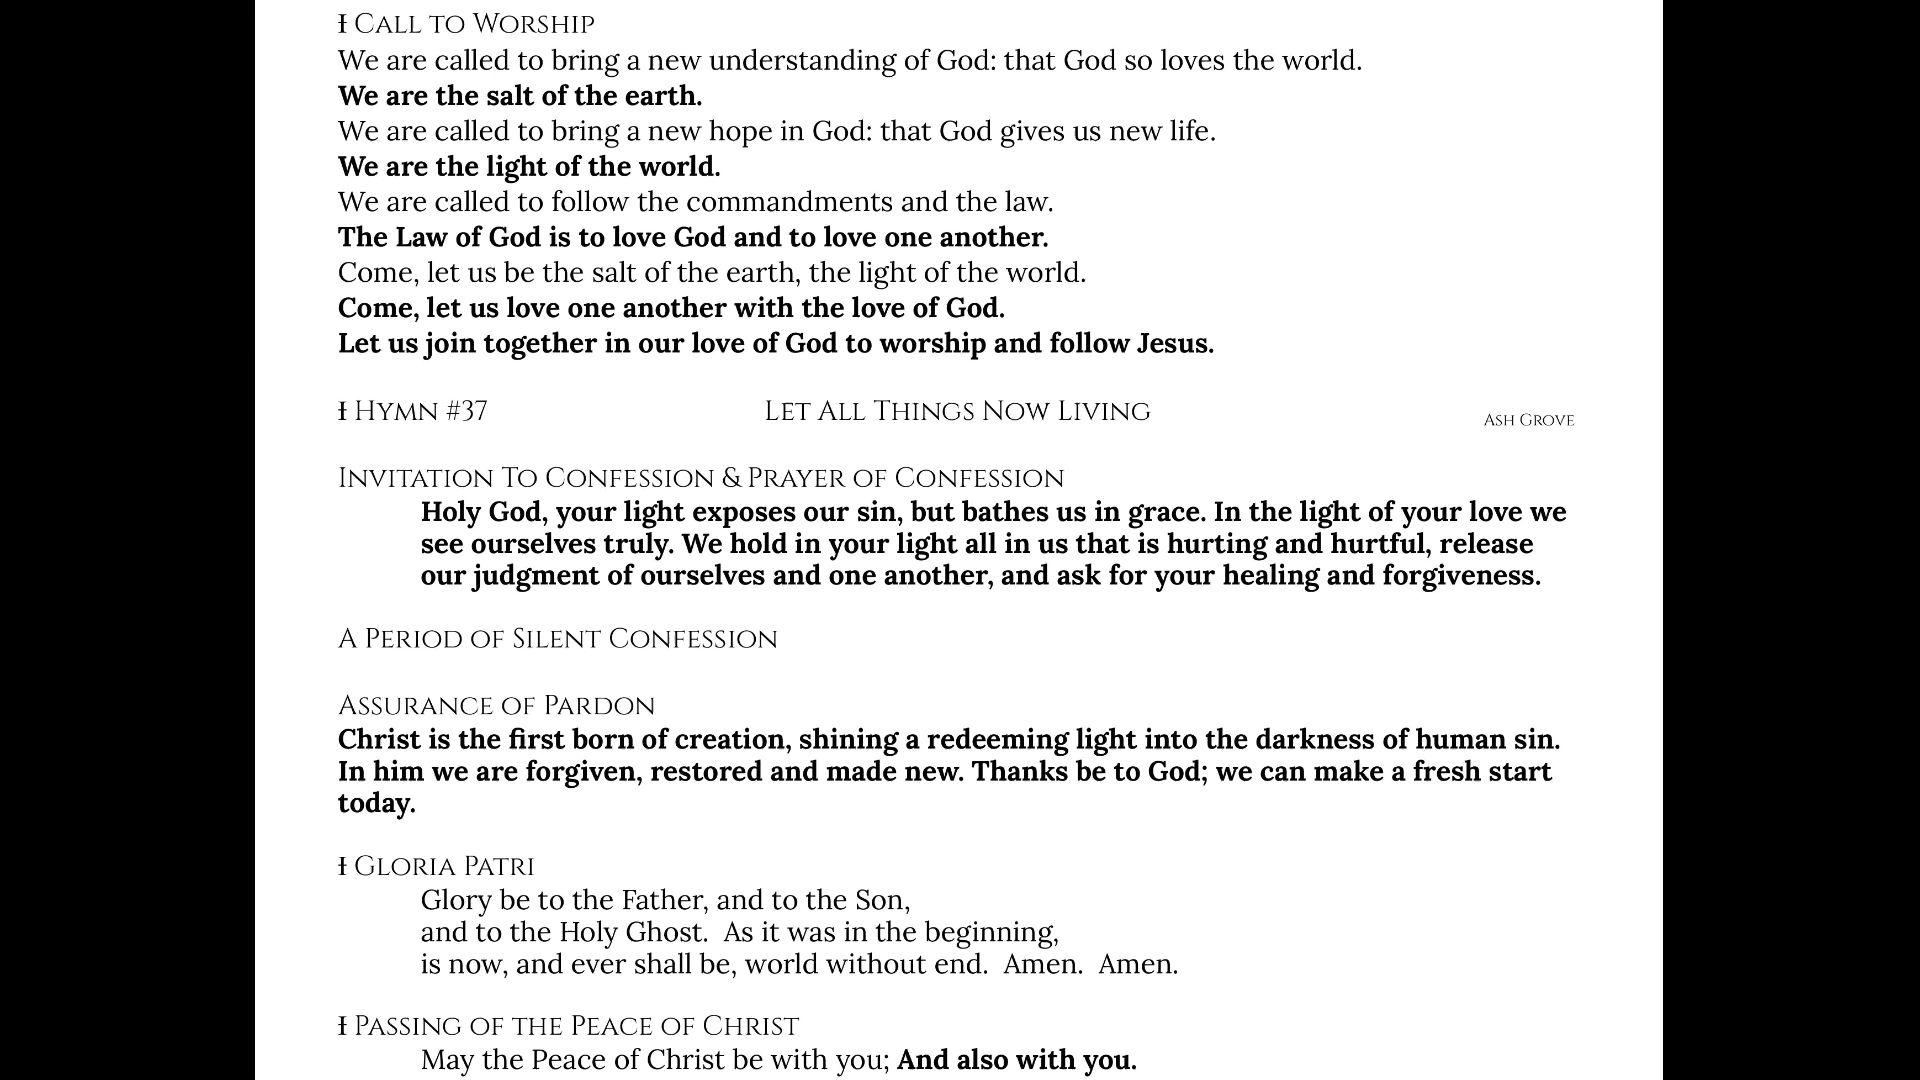 Ɨ Call to Worship
We are called to bring a new understanding of God: that God so loves the world.
We are the salt of the earth.
We are called to bring a new hope in God: that God gives us new life.
We are the light of the world.
We are called to follow the commandments and the law.
The Law of God is to love God and to love one another.
Come, let us be the salt of the earth, the light of the world.
Come, let us love one another with the love of God.
Let us join together in our love of God to worship and follow Jesus.
Ɨ Hymn #37 Let All Things Now Living Ash Grove
Invitation To Confession & Prayer of Confession
Holy God, your light exposes our sin, but bathes us in grace. In the light of your love we
see ourselves truly. We hold in your light all in us that is hurting and hurtful, release
our judgment of ourselves and one another, and ask for your healing and forgiveness.
A Period of Silent Confession
Assurance of Pardon
Christ is the first born of creation, shining a redeeming light into the darkness of human sin.
In him we are forgiven, restored and made new. Thanks be to God; we can make a fresh start
today.
Ɨ Gloria Patri
Glory be to the Father, and to the Son,
and to the Holy Ghost.  As it was in the beginning,
is now, and ever shall be, world without end.  Amen.  Amen.
Ɨ Passing of the Peace of Christ
May the Peace of Christ be with you; And also with you.